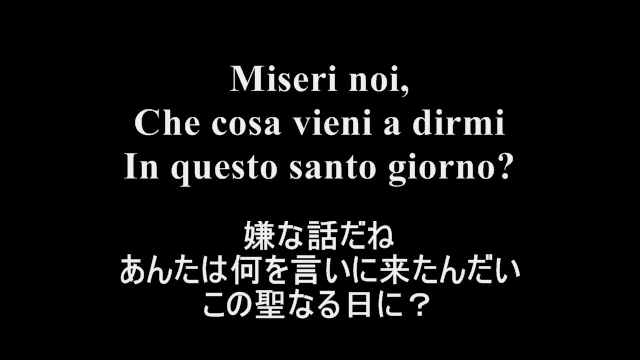 Miseri noi,
Che cosa vieni a dirmi
In questo santo giorno?
嫌な話だね
あんたは何を言いに来たんだい
この聖なる日に？